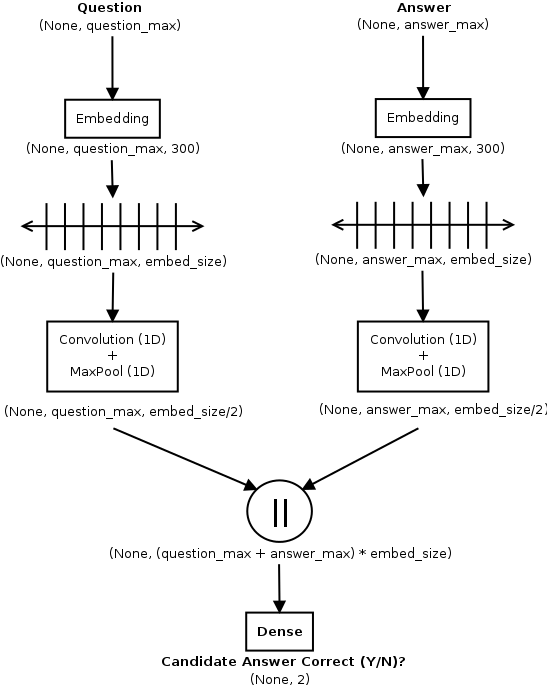 Question
(None, question_max)
Embedding
(None, question_max, 300)
(None, question_max, embed_size)
Convolution (1D)
+
MaxPool (1D)
(None, question_max, embed_size/2)
Answer
(None, answer_max)
Embedding
(None, answer_max, 300)
(None, answer_max, embed_size)
Convolution (1D)
+
MaxPool (1D)
(None, answer_max, embed_size/2)
||
(None, (question_max + answer_max) * embed_size)
Dense
Candidate Answer Correct (Y/N)?
(None, 2)